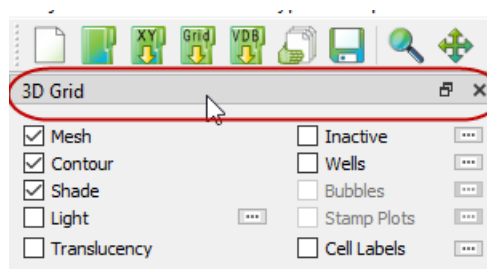 XY Grid VDB
3D Grid
Mesh Inactive
Contour Wells
Shade Bubbles
Light Stamp Plots
Translucency Cell Labels